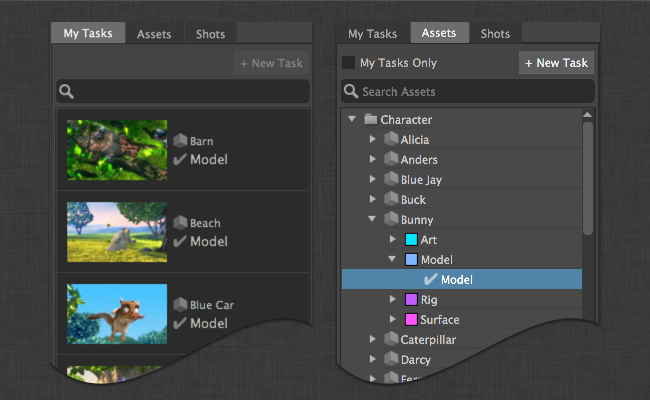 My Tasks Assets Shots
+ New Task
Barn
Model
Beach
Model
Blue Car
Model
My Tasks Assets Shots
My Tasks Only + New Task
Search Assets
Character
Alicia
Anders
Blue Jay
Buck
Bunny
Art
Model
Model
Rig
Surface
Caterpillar
Darcy